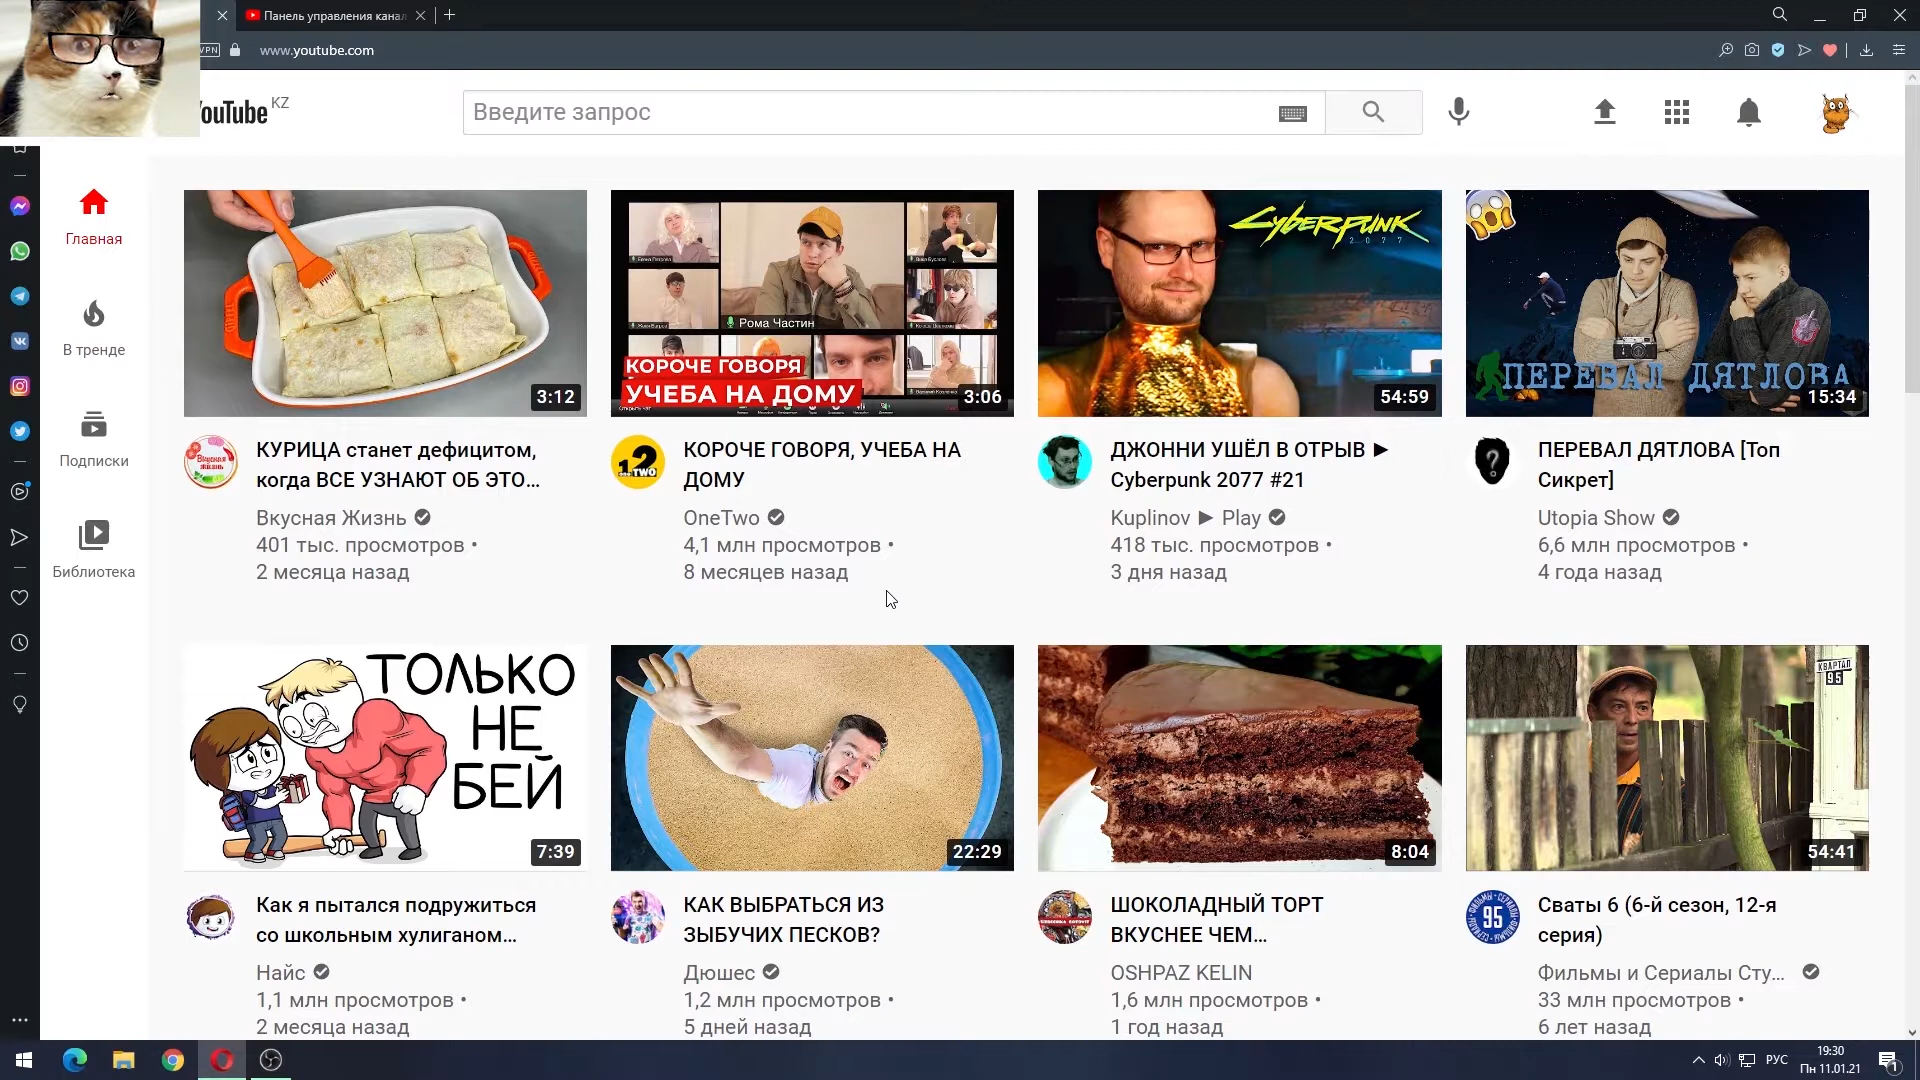 Панель управления канал
VPN
www.youtube.com
YouTube KZ
Введите запрос
Главная
В тренде
Подписки
Библиотека
3:12
Рома Частин
КОРОЧЕ ГОВОРЯ
УЧЕБА НА ДОМУ
3:06
CYBERPUNK
2077
54:59
ПЕРЕВАЛ ДЯТЛОВА
15:34
КУРИЦА станет дефицитом,
когда ВСЕ УЗНАЮТ ОБ ЭТО...
Вкусная Жизнь
401 тыс. просмотров •
2 месяца назад
КОРОЧЕ ГОВОРЯ, УЧЕБА НА
ДОМУ
OneTwo
4,1 млн просмотров •
8 месяцев назад
ДЖОННИ УШЁЛ В ОТРЫВ ►
Cyberpunk 2077 #21
Kuplinov ► Play
418 тыс. просмотров •
3 дня назад
ПЕРЕВАЛ ДЯТЛОВА [Топ
Сикрет]
Utopia Show
6,6 млн просмотров •
4 года назад
ТОЛЬКО
НЕ
БЕЙ
7:39
22:29
8:04
КВАРТАЛ
95
54:41
Как я пытался подружиться
со школьным хулиганом...
Найс
1,1 млн просмотров •
2 месяца назад
КАК ВЫБРАТЬСЯ ИЗ
ЗЫБУЧИХ ПЕСКОВ?
Дюшес
1,2 млн просмотров •
5 дней назад
ШОКОЛАДНЫЙ ТОРТ
ВКУСНЕЕ ЧЕМ...
OSHPAZ KELIN
1,6 млн просмотров •
1 год назад
95
Сваты 6 (6-й сезон, 12-я
серия)
Фильмы и Сериалы Сту...
33 млн просмотров •
6 лет назад
РУС
19:30
Пн 11.01.21
1